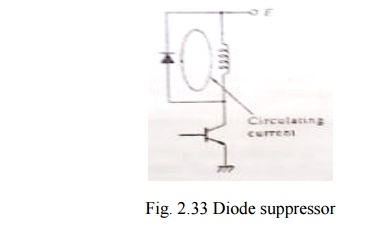 E
Circulating
current
Fig. 2.33 Diode suppressor